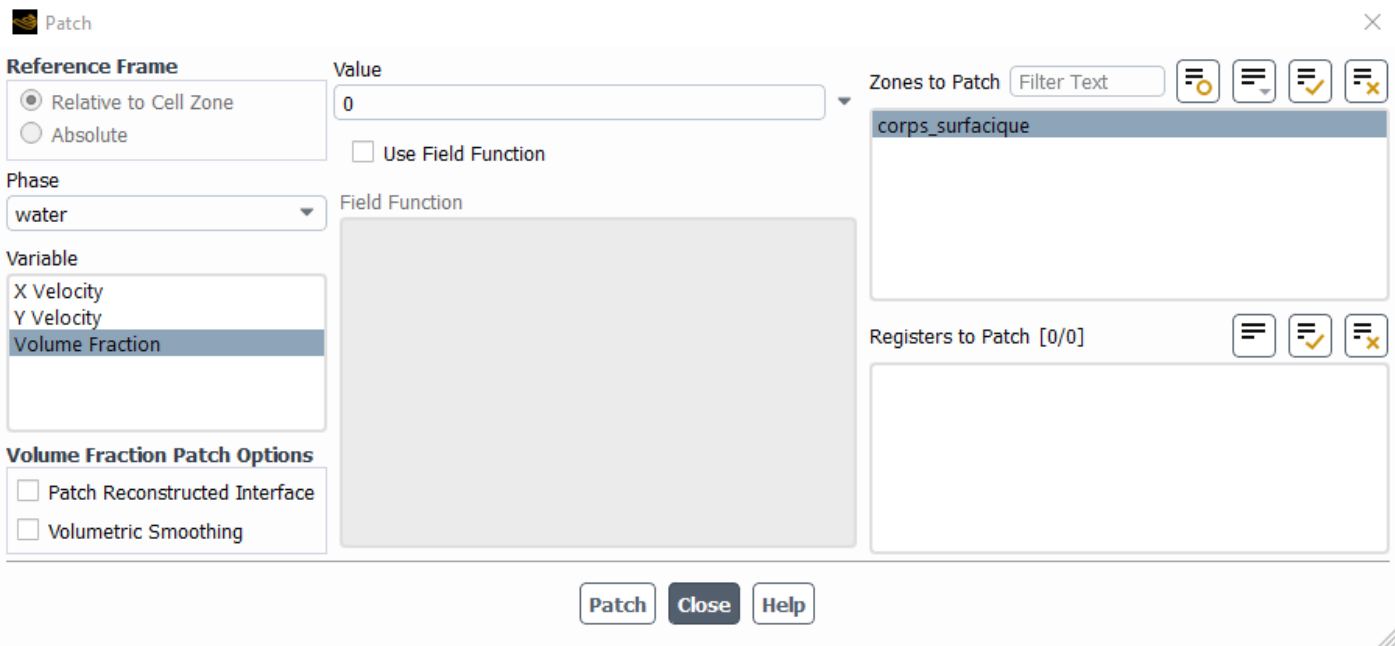 Patch
Reference Frame
Relative to Cell Zone
Absolute
Phase
water
Variable
X Velocity
Y Velocity
Volume Fraction
Volume Fraction Patch Options
Patch Reconstructed Interface
Volumetric Smoothing
Value
0
Use Field Function
Field Function
Zones to Patch Filter Text
corps_surfacique
Registers to Patch [0/0]
Patch Close Help